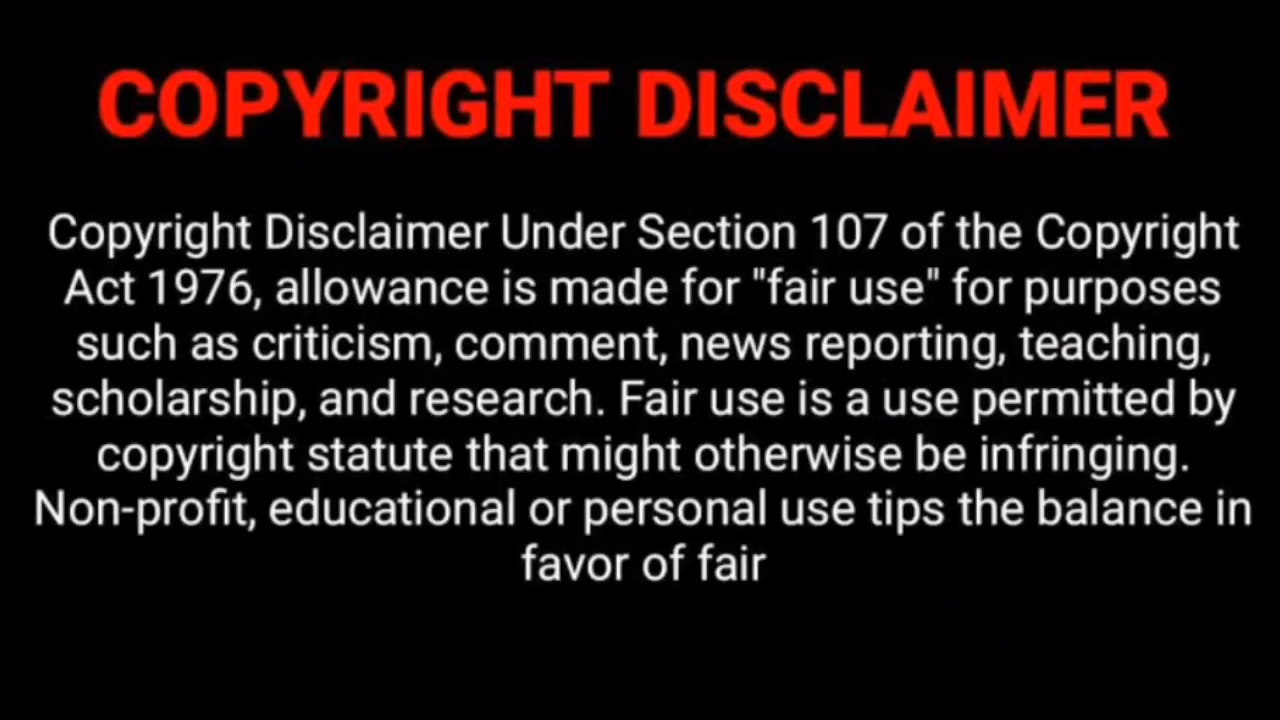 COPYRIGHT DISCLAIMER
Copyright Disclaimer Under Section 107 of the Copyright
Act 1976, allowance is made for "fair use" for purposes
such as criticism, comment, news reporting, teaching,
scholarship, and research. Fair use is a use permitted by
copyright statute that might otherwise be infringing.
Non-profit, educational or personal use tips the balance in
favor of fair